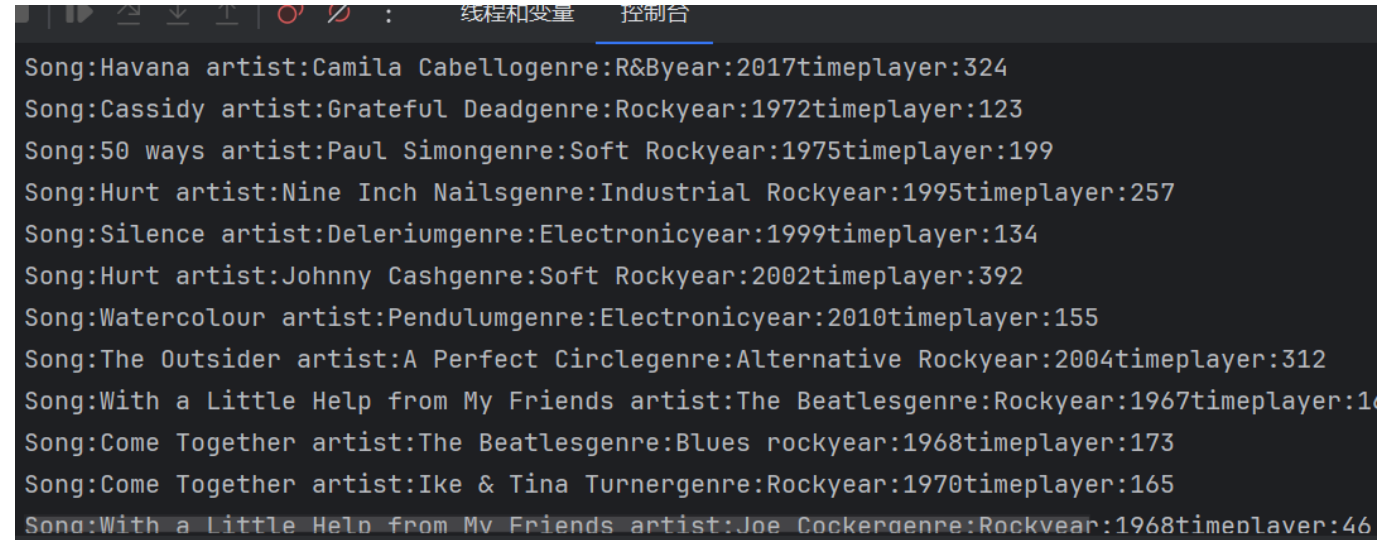 线程和变量 控制台
Song:Havana artist:Camila Cabellogenre:R&Byear:2017timeplayer:324
Song:Cassidy artist:Grateful Deadgenre:Rockyear:1972timeplayer:123
Song:50 ways artist:Paul Simongenre:Soft Rockyear:1975timeplayer:199
Song:Hurt artist:Nine Inch Nailsgenre:Industrial Rockyear:1995timeplayer:257
Song:Silence artist:Deleriumgenre:Electronicyear:1999timeplayer:134
Song:Hurt artist:Johnny Cashgenre:Soft Rockyear:2002timeplayer:392
Song:Watercolour artist:Pendulumgenre:Electronicyear:2010timeplayer:155
Song:The Outsider artist:A Perfect Circlegenre:Alternative Rockyear:2004timeplayer:312
Song:With a Little Help from My Friends artist:The Beatlesgenre:Rockyear:1967timeplayer:1
Song:Come Together artist:The Beatlesgenre:Blues rockyear:1968timeplayer:173
Song:Come Together artist:Ike & Tina Turnergenre:Rockyear:1970timeplayer:165
Song:With a Little Help from My Friends artist:Joe Cockergenre:Rockyear:1968timeplayer:46